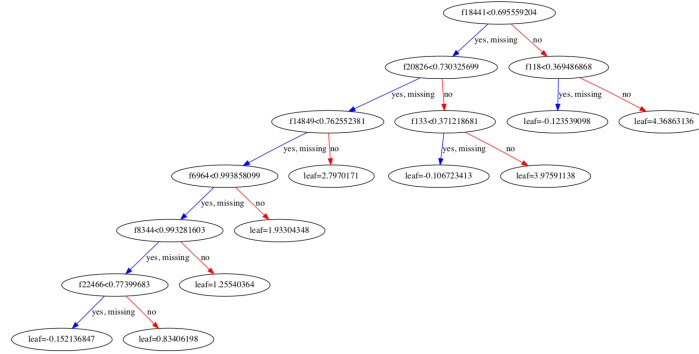 f18441<0.695559204
yes, missing
no
f20826<0.730325699
f118<0.369486868
yes, missing
no
yes, missing
no
f14849<0.762552381
f133<0.371218681
leaf=-0.123539098
leaf=4.36863136
yes, missing
no
yes, missing
no
f6964<0.993858099
leaf=2.7970171
leaf=-0.106723413
leaf=3.97591138
yes, missing
no
f8344<0.993281603
leaf=1.93304348
yes, missing
no
f22466<0.77399683
leaf=1.25540364
yes, missing
no
leaf=-0.152136847
leaf=0.83406198